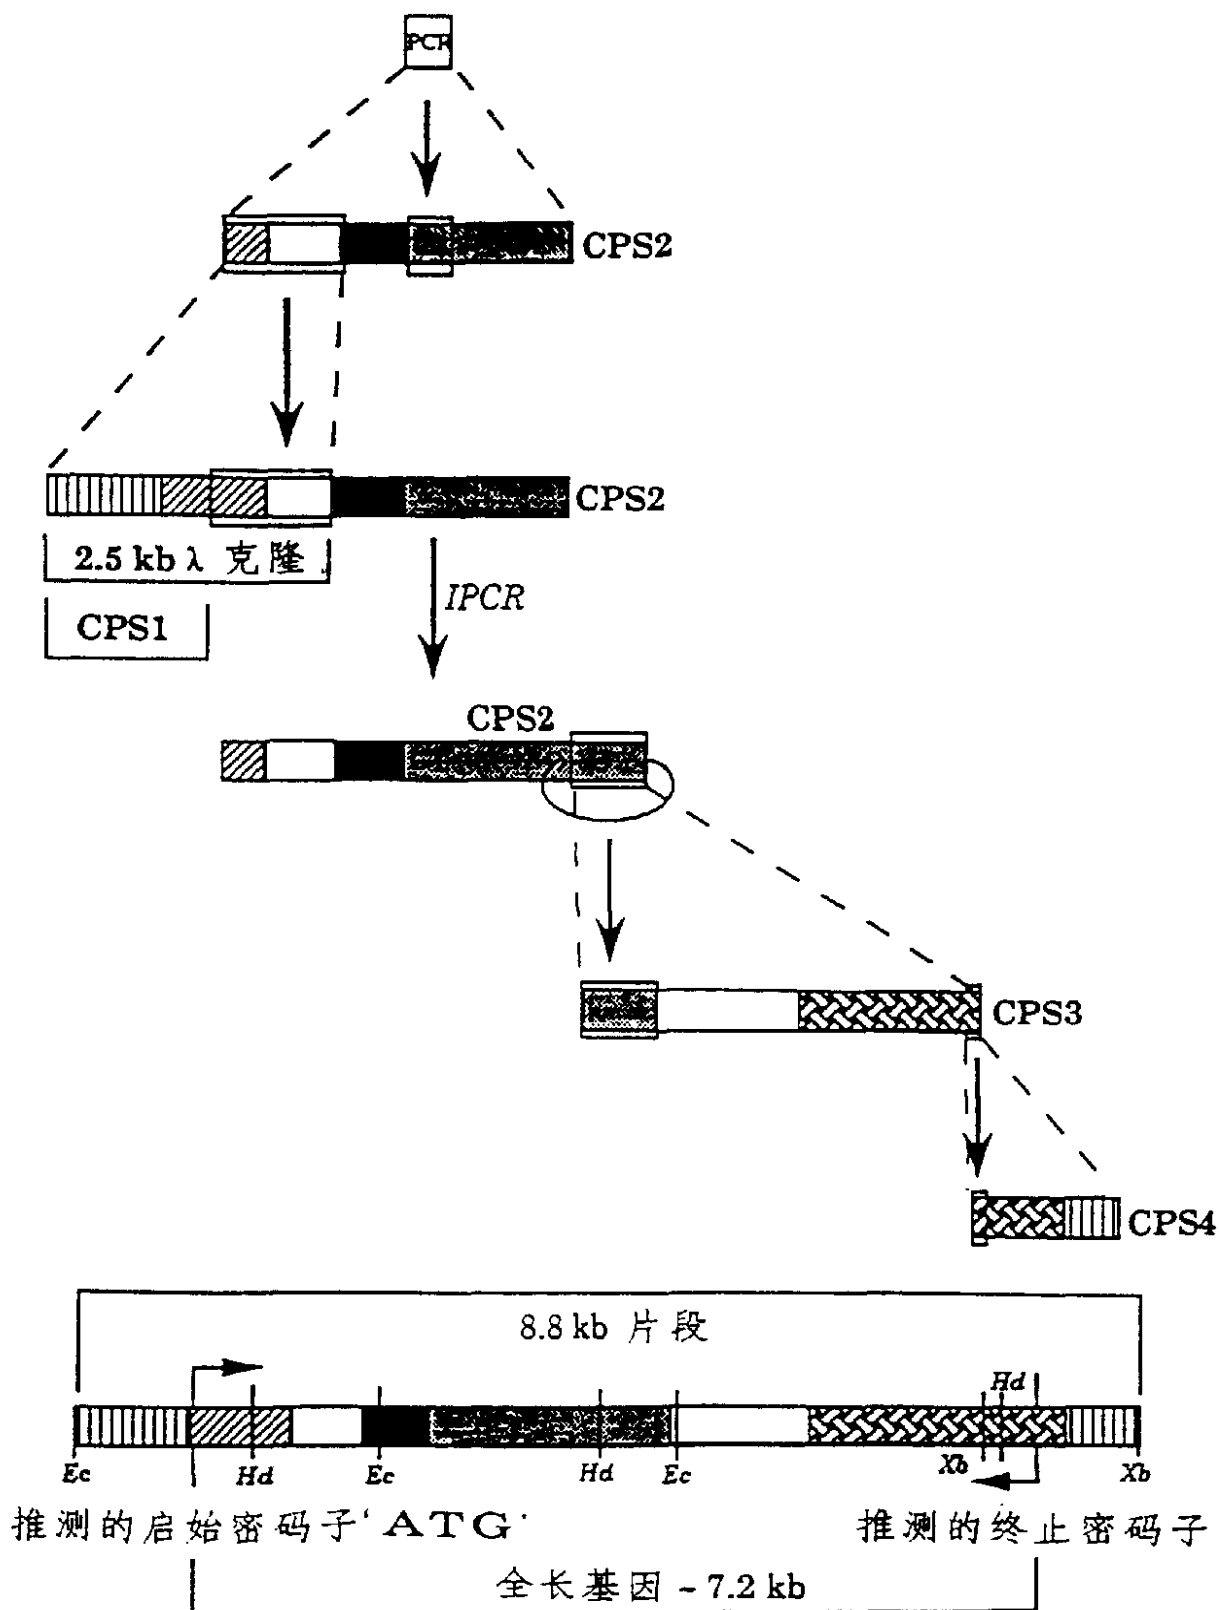 PCR
CPS2
CPS2
2.5 kb λ 克隆
IPCR
CPS1
CPS2
CPS3
CPS4
8.8 kb 片段
Hd
Ec Hd Ec Hd Ec Xb Xb
推测的启始密码子'ATG' 推测的终止密码子
全长基因 ~ 7.2 kb